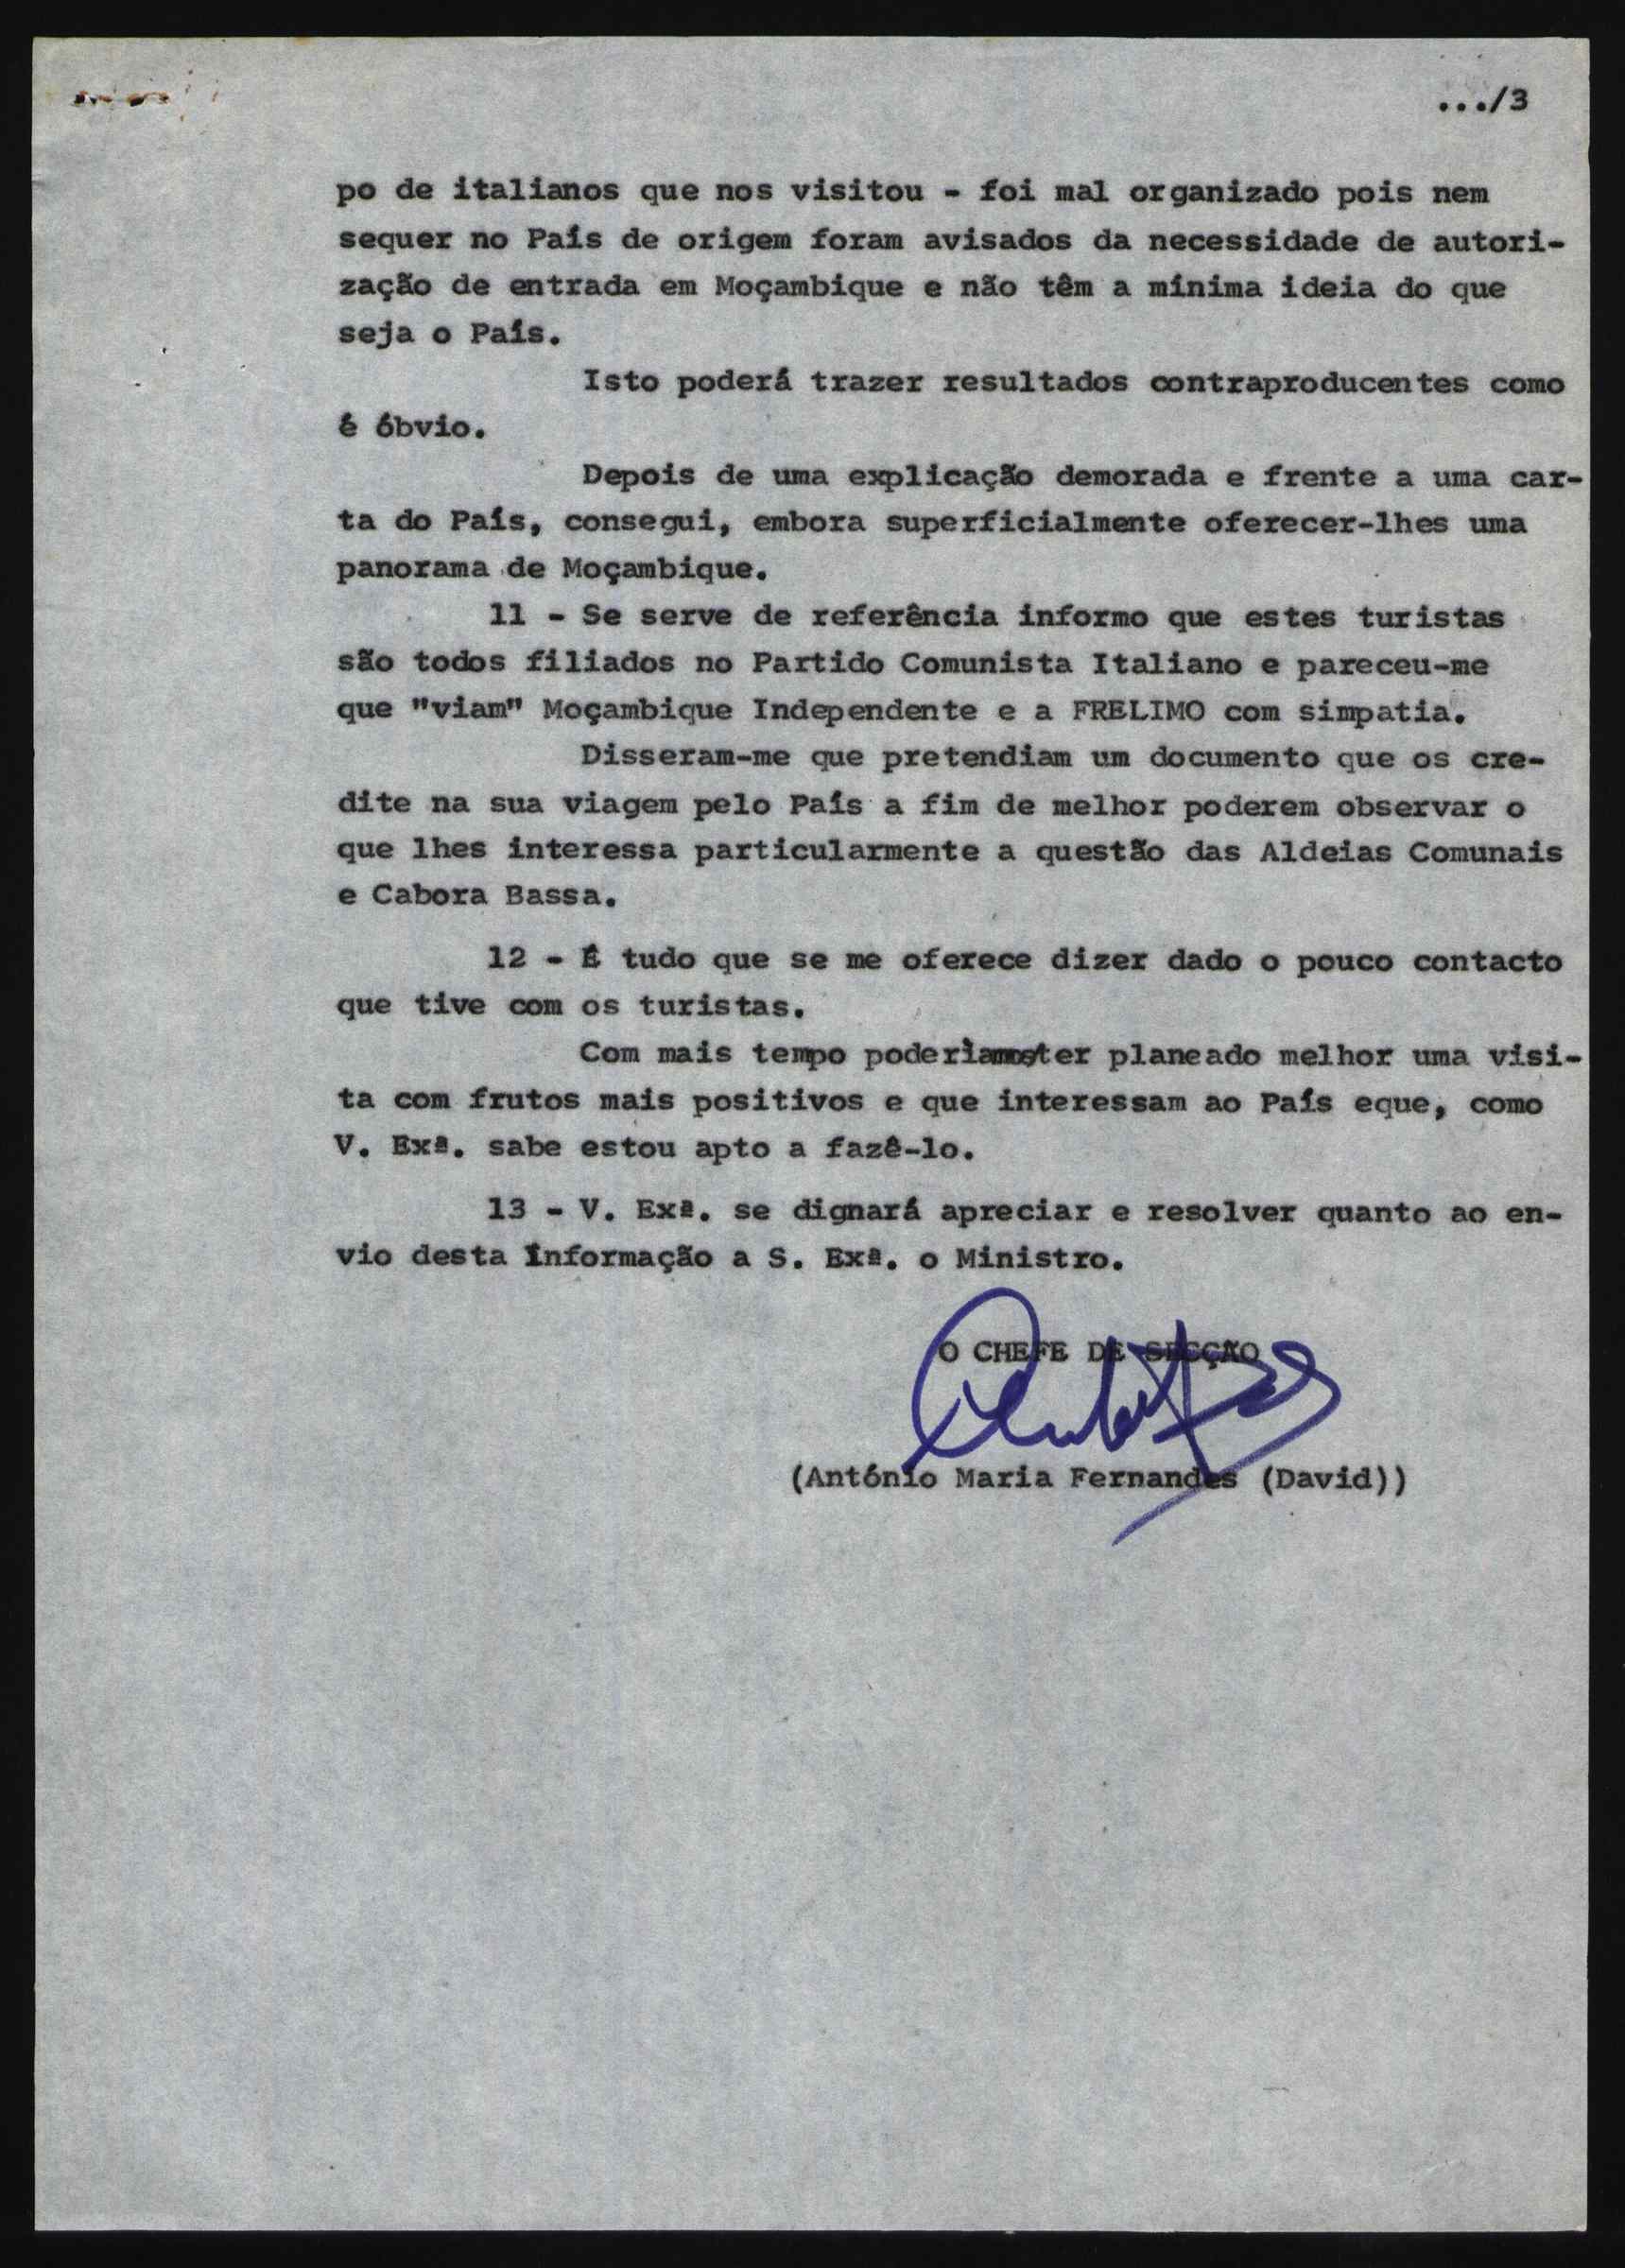 .../3
po de italianos que nos visitou - foi mal organizado pois nem
sequer no País de origem foram avisados da necessidade de autori-
zação de entrada em Moçambique e não têm a mínima ideia do que
seja o País.
Isto poderá trazer resultados contraproducentes como
é óbvio.
Depois de uma explicação demorada e frente a uma car-
ta do País, consegui, embora superficialmente oferecer-lhes uma
panorama de Moçambique.
11 - Se serve de referência informo que estes turistas
são todos filiados no Partido Comunista Italiano e pareceu-me
que "viam" Moçambique Independente e a FRELIMO com simpatia.
Disseram-me que pretendiam um documento que os cre-
dite na sua viagem pelo País a fim de melhor poderem observar o
que lhes interessa particularmente a questão das Aldeias Comunais
e Cabora Bassa.
12 - É tudo que se me oferece dizer dado o pouco contacto
que tive com os turistas.
Com mais tempo poderìamos/ter planeado melhor uma visi-
ta com frutos mais positivos e que interessam ao País eque, como
V. Exª. sabe estou apto a fazê-lo.
13 - V. Exª. se dignará apreciar e resolver quanto ao en-
vio desta Informação a S. Exª. o Ministro.
O CHEFE DE SECÇÃO
(António Maria Fernandes (David))